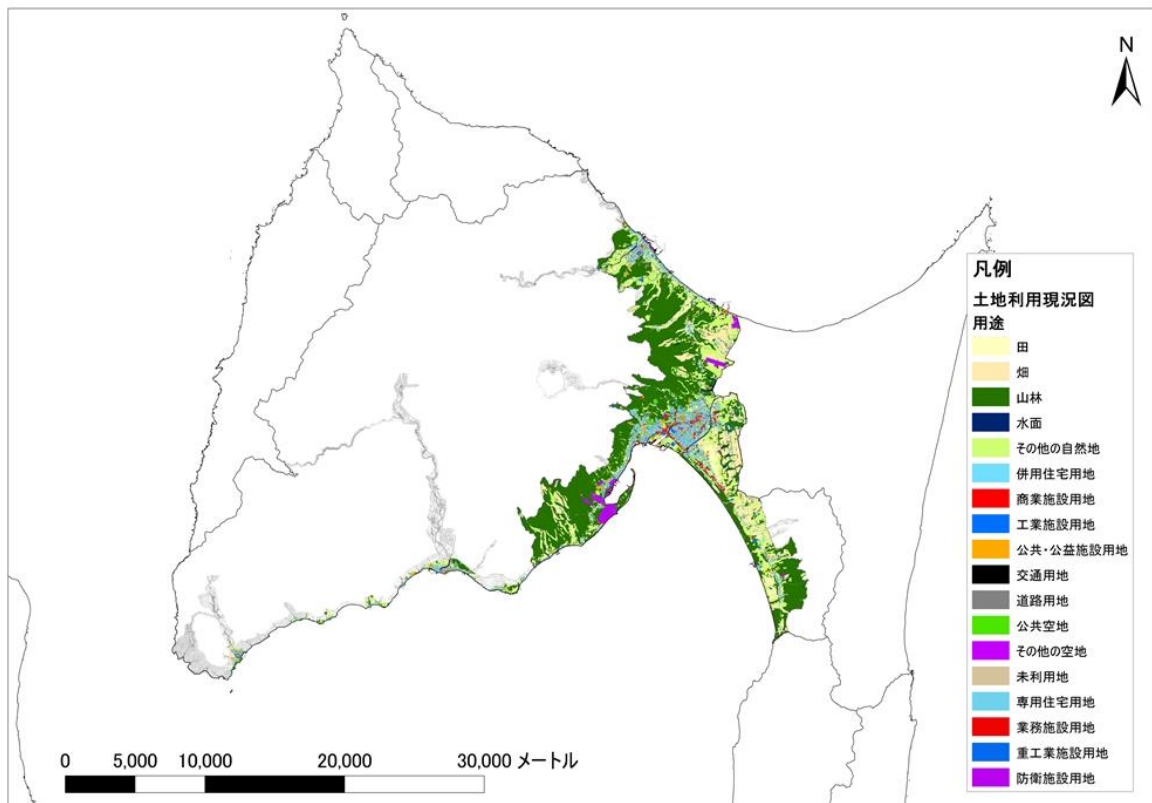 N
凡例
土地利用現況図
用途
田
畑
山林
水面
その他の自然地
併用住宅用地
商業施設用地
工業施設用地
公共・公益施設用地
交通用地
道路用地
公共空地
その他の空地
未利用地
専用住宅用地
業務施設用地
重工業施設用地
防衛施設用地
0 5,000 10,000 20,000 30,000 メートル